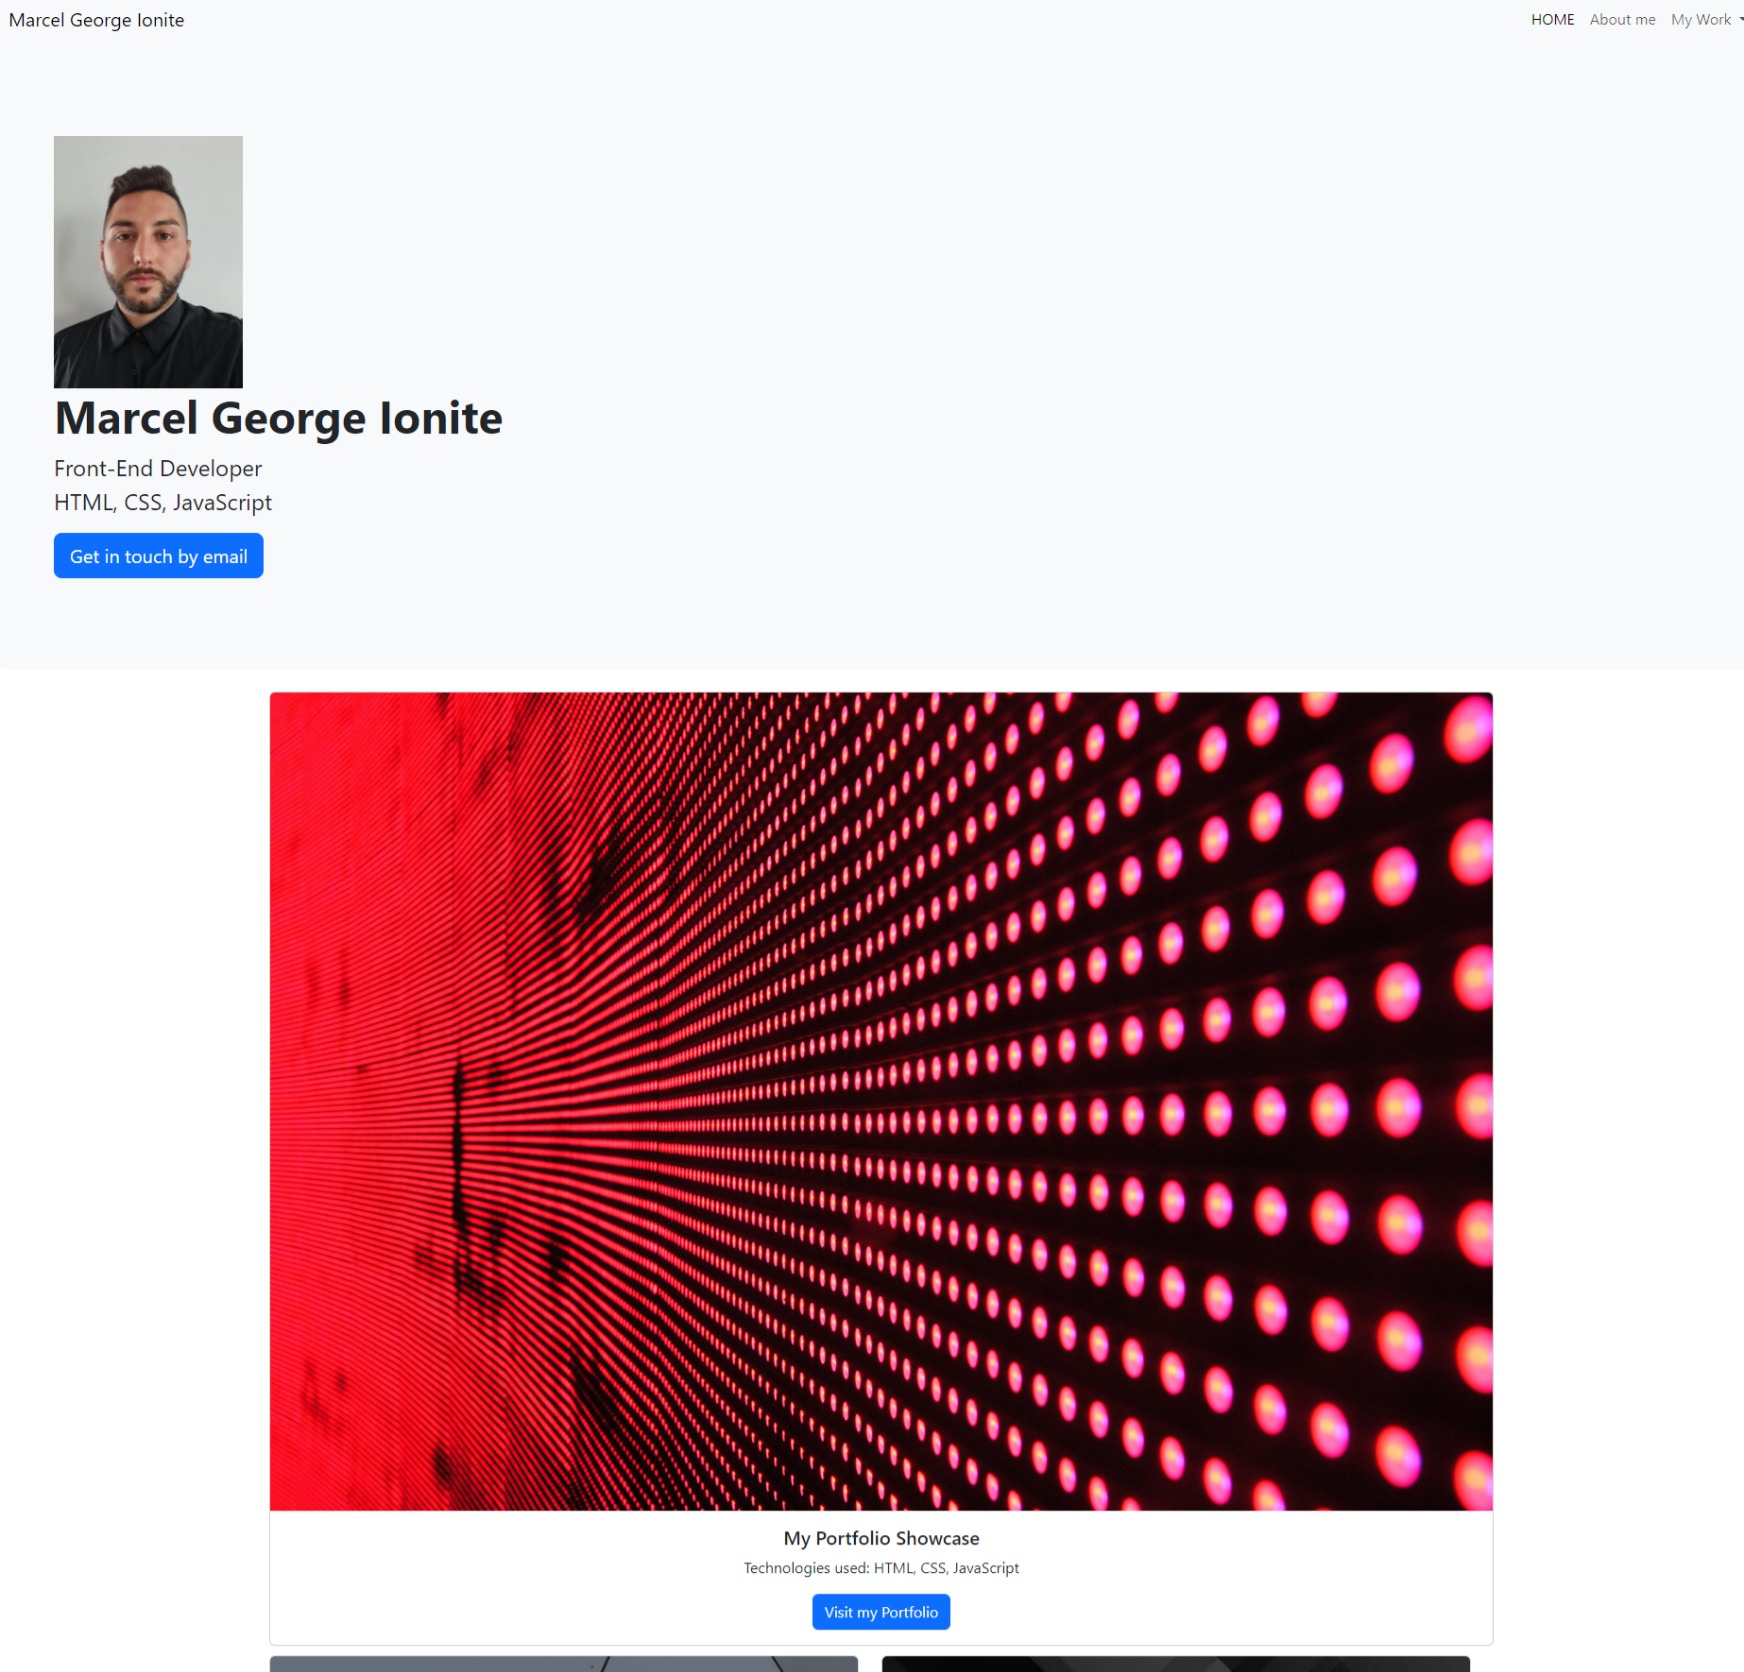 Marcel George Ionite
HOME About me My Work
Marcel George Ionite
Front-End Developer
HTML, CSS, JavaScript
Get in touch by email
My Portfolio Showcase
Technologies used: HTML, CSS, JavaScript
Visit my Portfolio